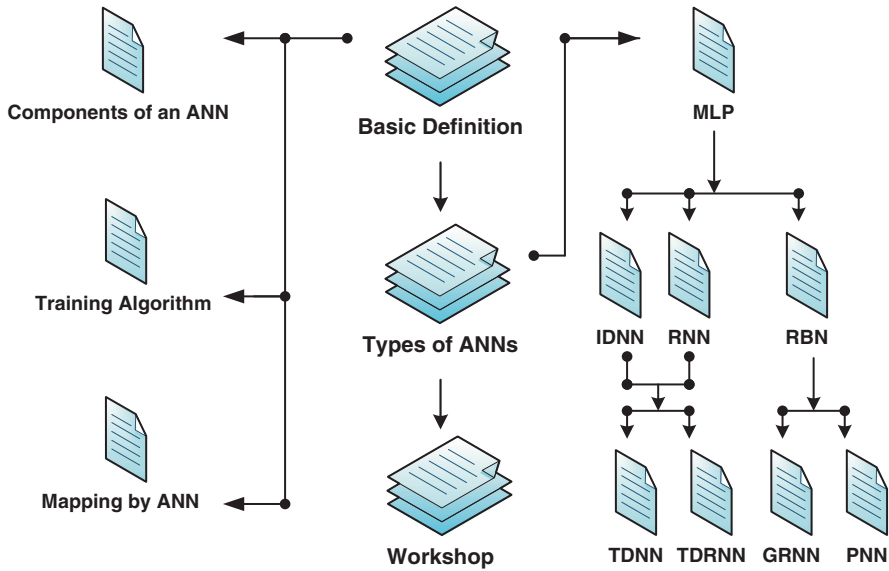 Components of an ANN
Basic Definition
MLP
Training Algorithm
Types of ANNs
IDNN RNN RBN
Mapping by ANN
Workshop
TDNN TDRNN GRNN PNN